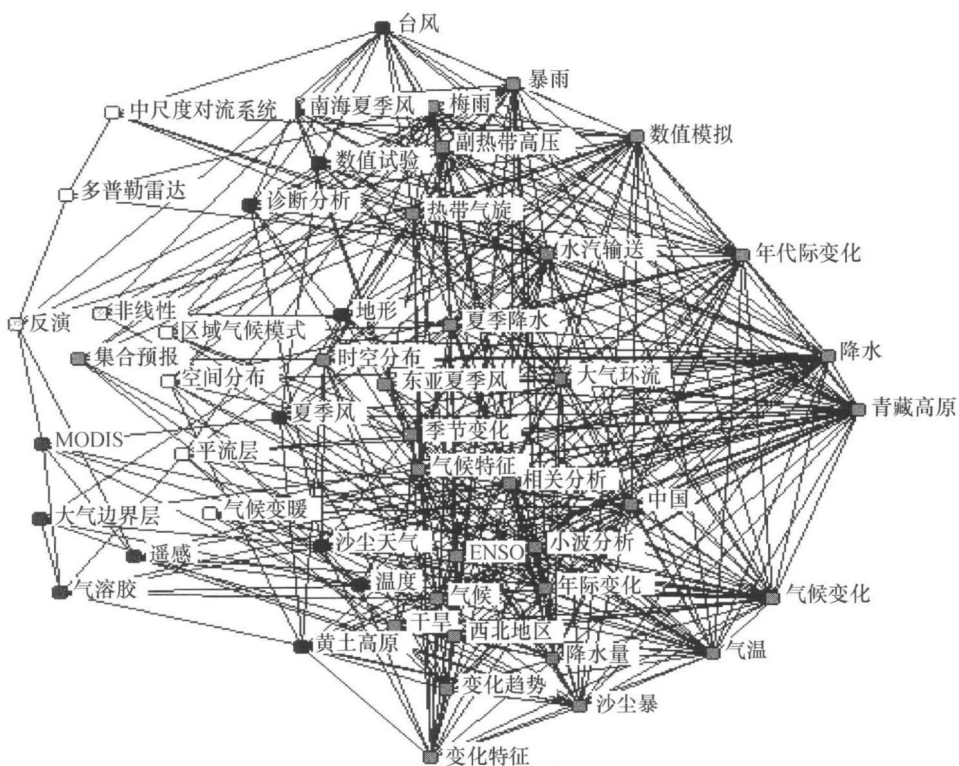 台风
暴雨
中尺度对流系统
南海夏季风
梅雨
数值模拟
副热带高压
数值试验
多普勒雷达
诊断分析
热带气旋
水汽输送
年代际变化
非线性
地形
反演
区域气候模式
夏季降水
集合预报
时空分布
降水
空间分布
东亚夏季风
大气环流
夏季风
青藏高原
MODIS
季节变化
平流层
气候特征
相关分析
中国
大气边界层
气候变暖
沙尘天气
ENSO
小波分析
遥感
气溶胶
温度
气候
年际变化
气候变化
干旱
西北地区
黄土高原
降水量
气温
变化趋势
沙尘暴
变化特征